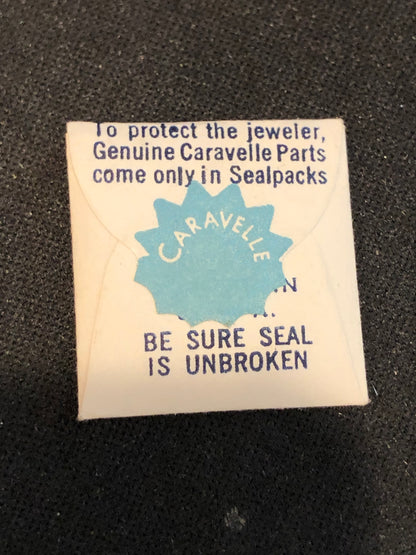 To protect the jeweler,
Genuine Caravelle Parts
come only in Sealpacks
CARAVELLE
BE SURE SEAL
IS UNBROKEN